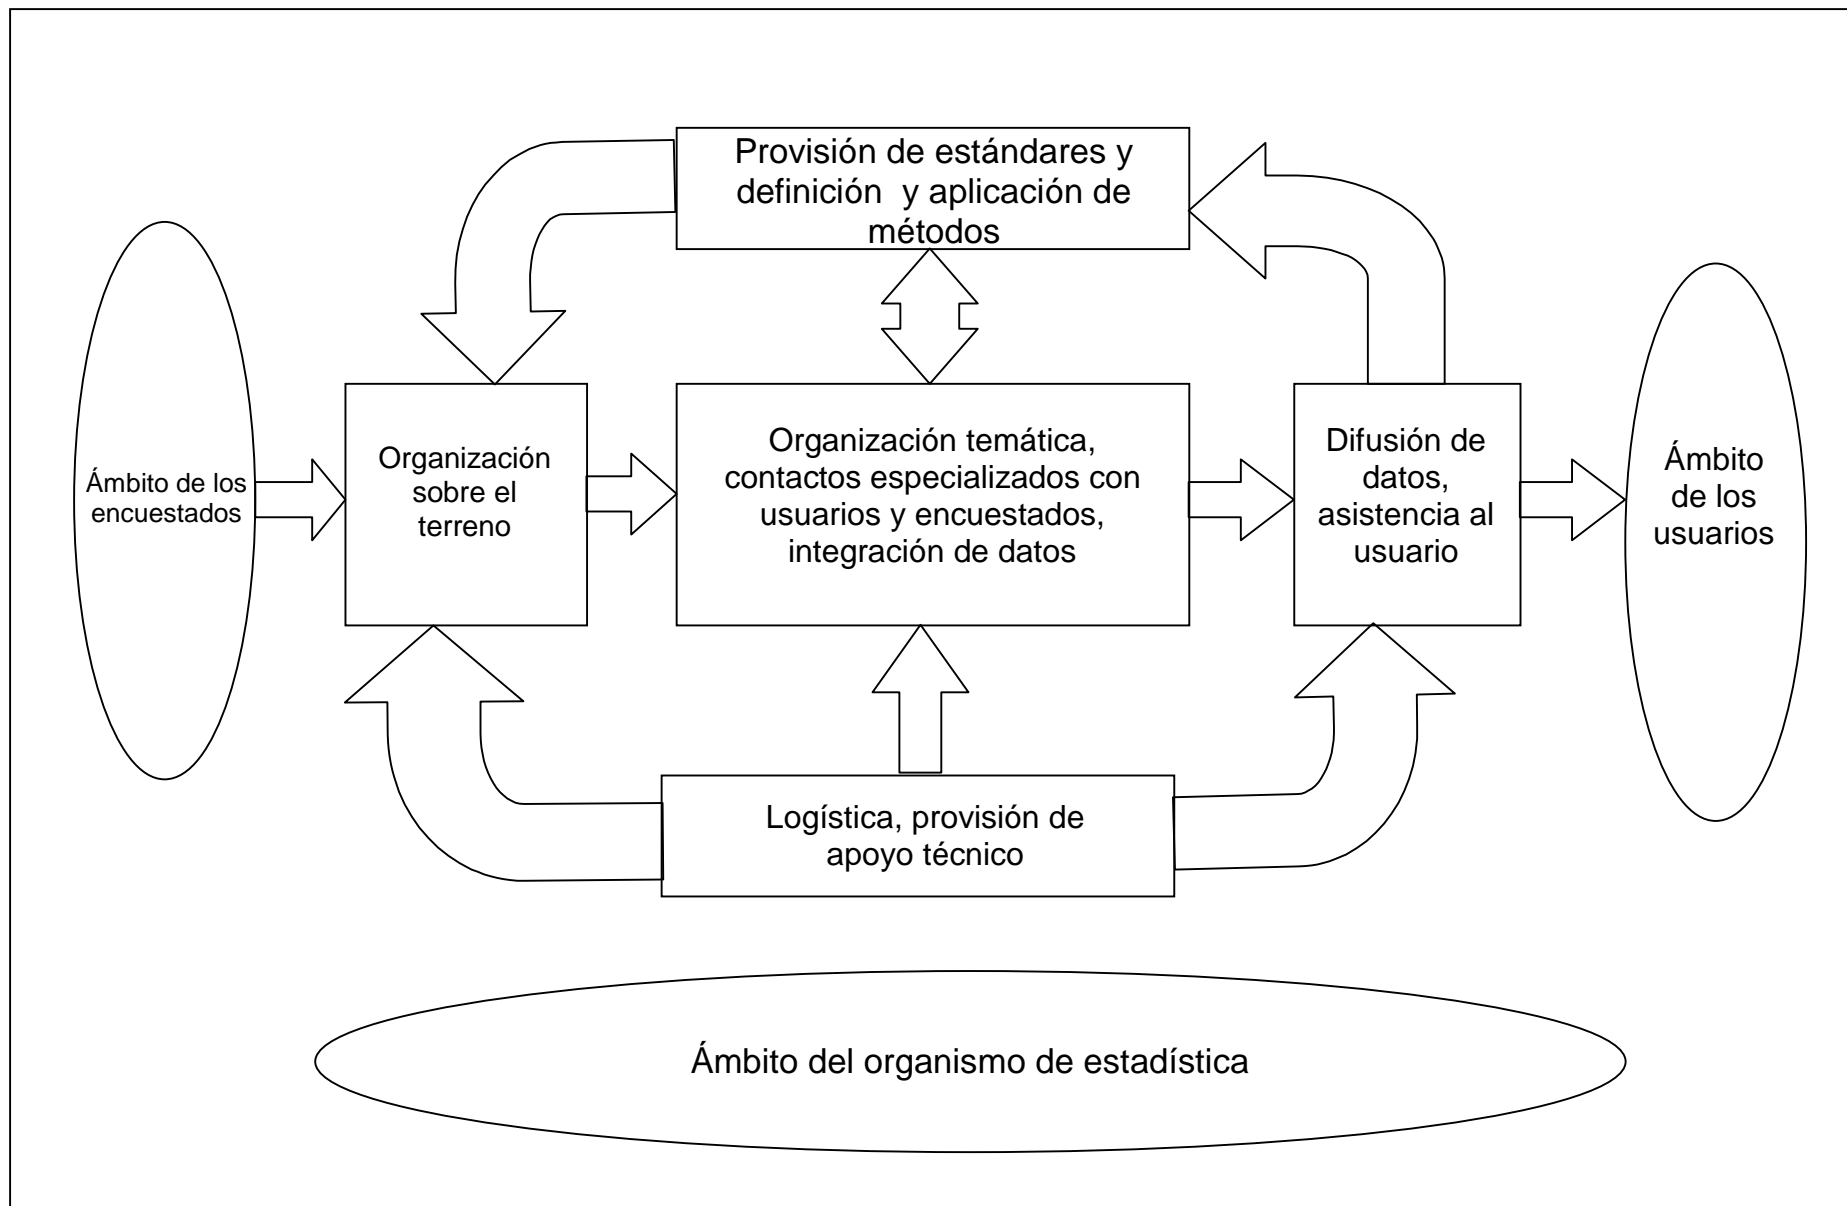 Provisión de estándares y
definición y aplicación de
métodos
Ámbito de los
encuestados
Organización
sobre el
terreno
Organización temática,
contactos especializados con
usuarios y encuestados,
integración de datos
Difusión de
datos,
asistencia al
usuario
Ámbito
de los
usuarios
Logística, provisión de
apoyo técnico
Ámbito del organismo de estadística